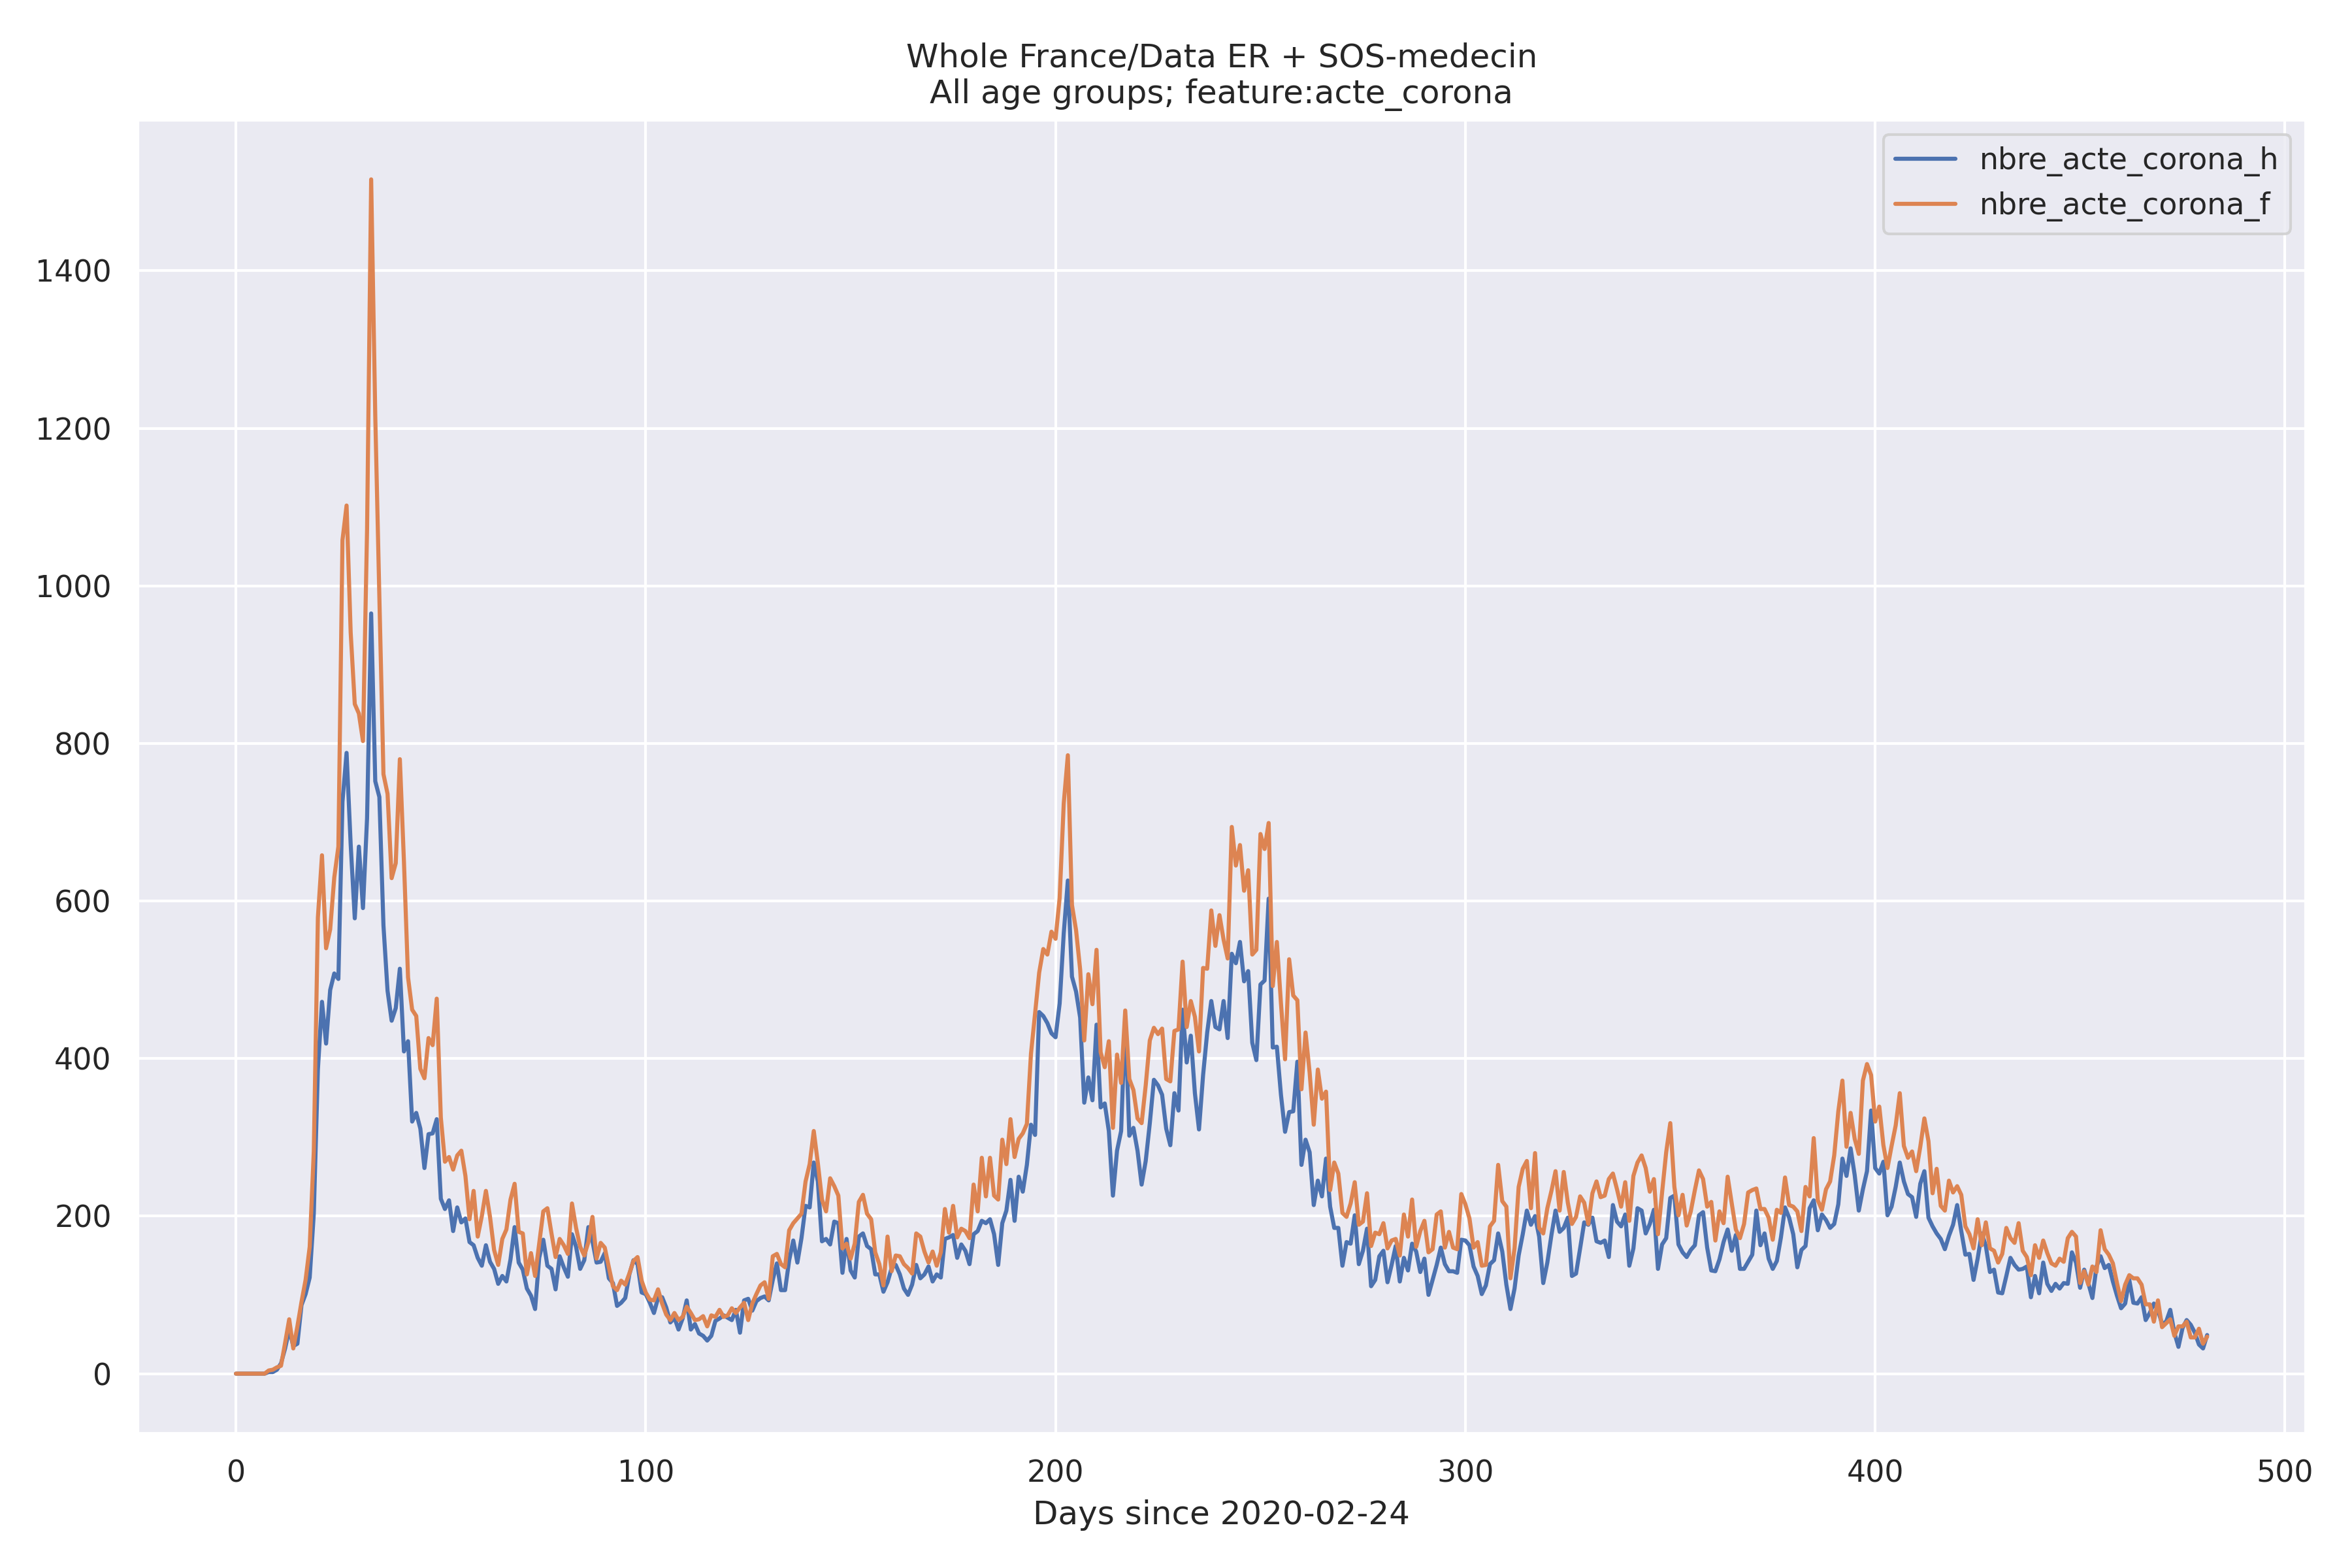 Whole France/Data ER + SOS-medecin
All age groups; feature:acte_corona
nbre_acte_corona_h
nbre_acte_corona_f
1400
1200
1000
800
600
400
200
0
0 100 200 300 400 500
Days since 2020-02-24